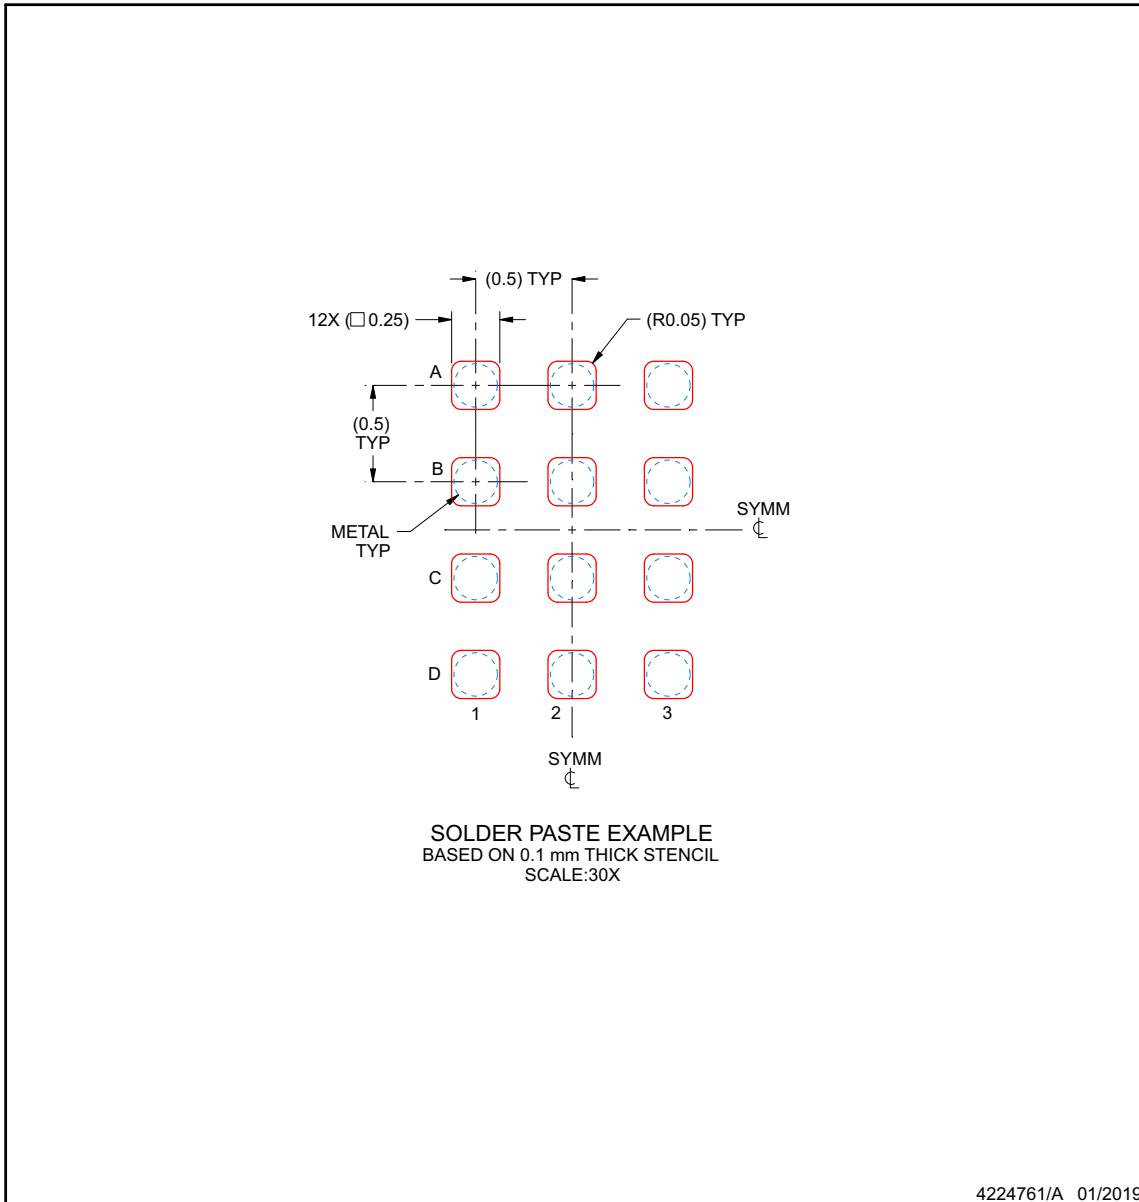 (0.5) TYP
12X (□ 0.25)
(R0.05) TYP
A
(0.5)
TYP
B
METAL
TYP
SYMM
℄
C
D
1
2
3
SYMM
℄
SOLDER PASTE EXAMPLE
BASED ON 0.1 mm THICK STENCIL
SCALE:30X
4224761/A 01/2019